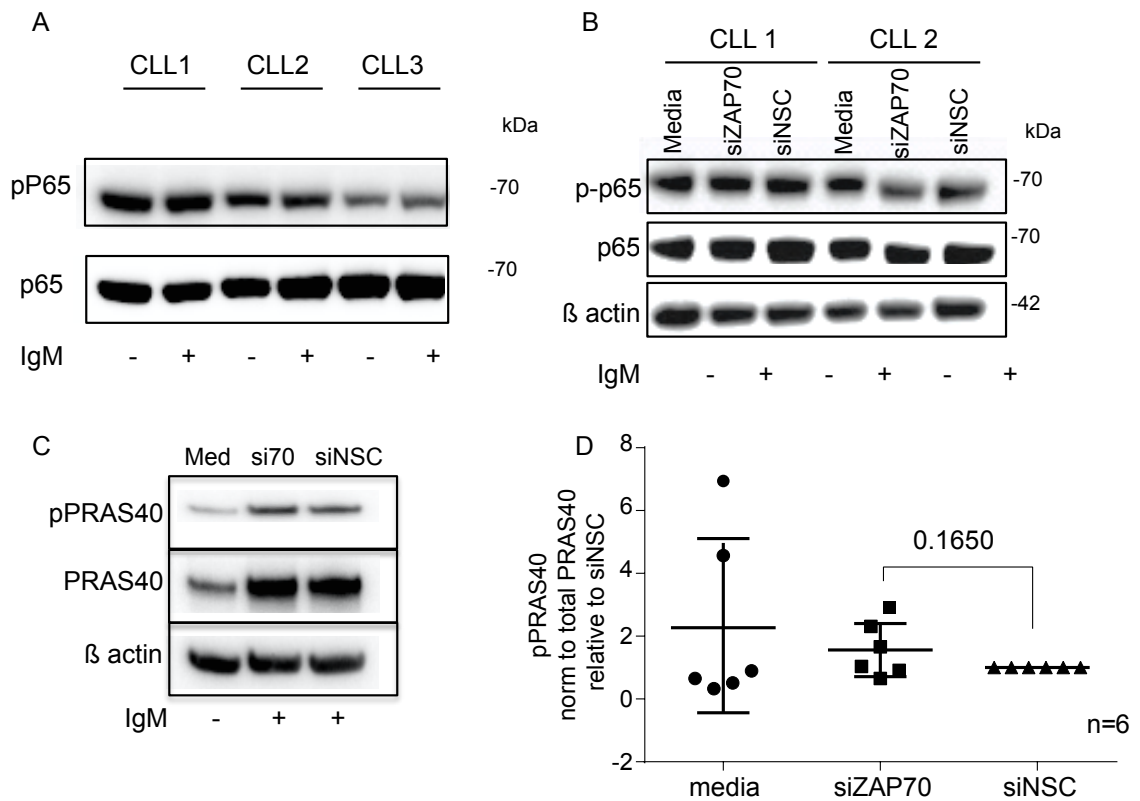 A
CLL1 CLL2 CLL3
kDa
pP65 -70
p65 -70
IgM - + - + - +
B
CLL 1 CLL 2
Media siZAP70 siNSC Media siZAP70 siNSC
kDa
p-p65 -70
p65 -70
ß actin -42
IgM - + - + - +
C
Med si70 siNSC
pPRAS40
PRAS40
ß actin
IgM - + +
D
pPRAS40
norm to total PRAS40
relative to siNSC
8
6
4
2
0
-2
0.1650
n=6
media siZAP70 siNSC